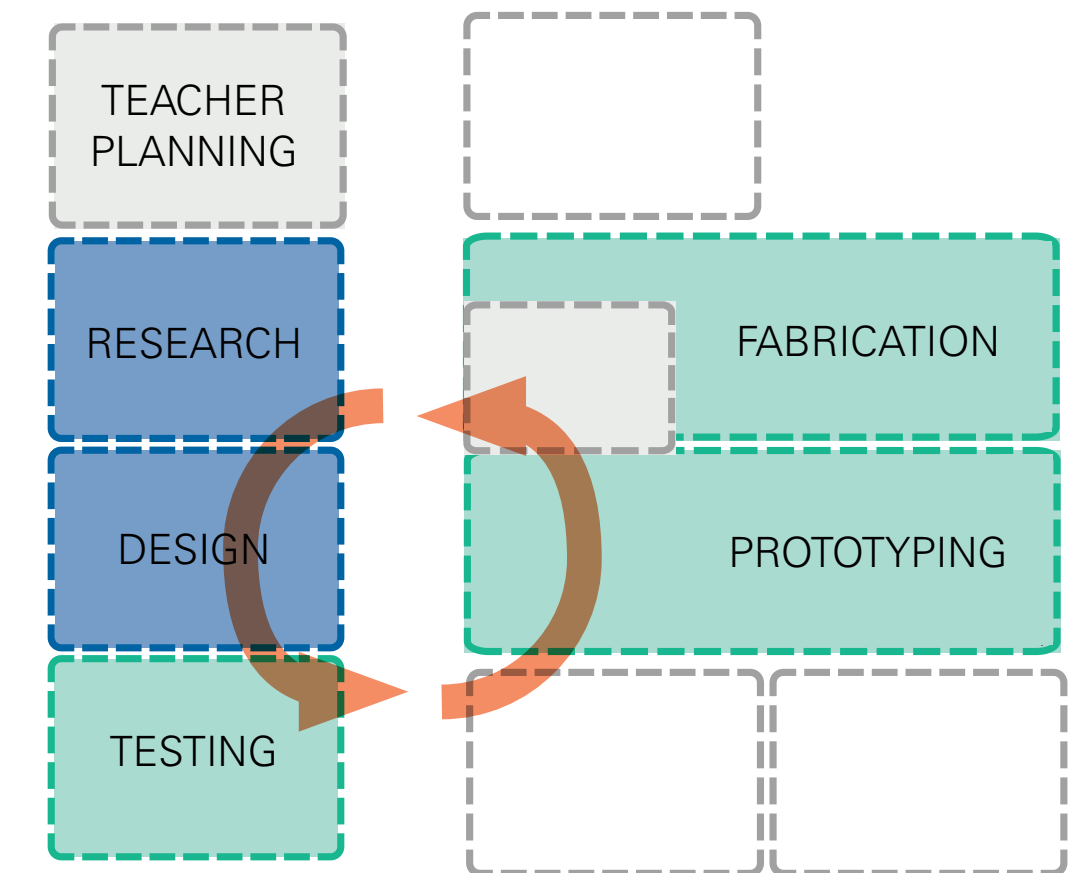 TEACHER
PLANNING
RESEARCH
FABRICATION
DESIGN
PROTOTYPING
TESTING